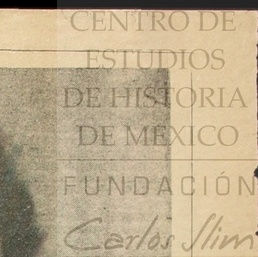 CENTRO DE
ESTUDIOS
DE HISTORIA
DE MÉXICO
FUNDACIÓN
Carlos Slim